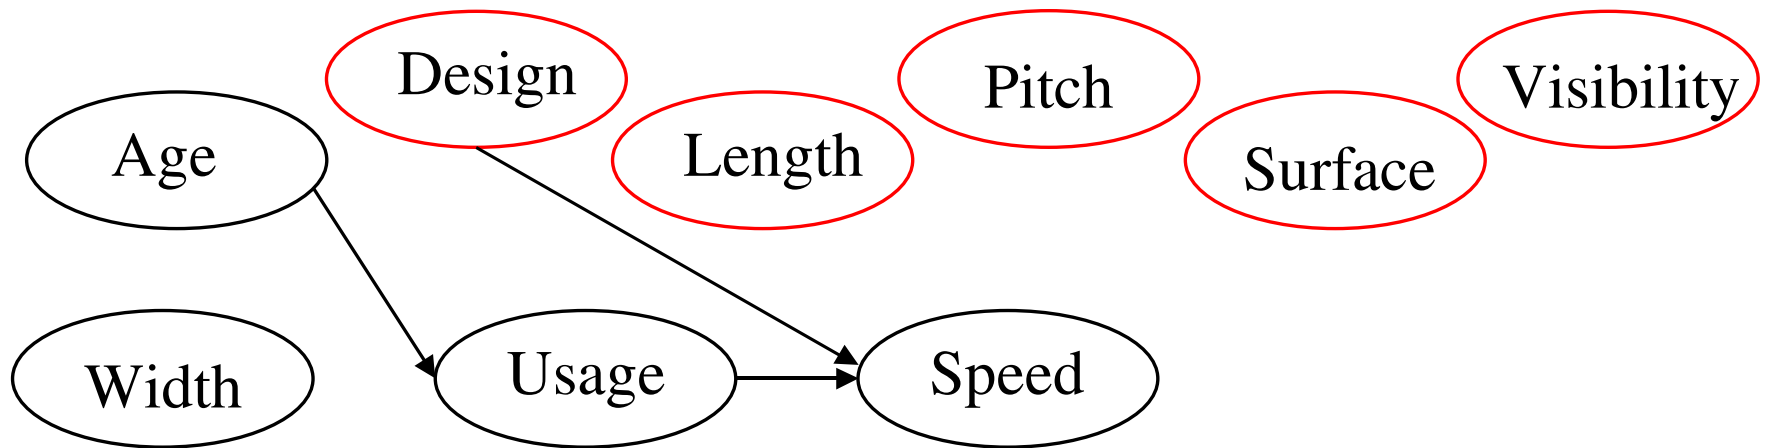 Design
Pitch
Visibility
Age
Length
Surface
Width
Usage
Speed